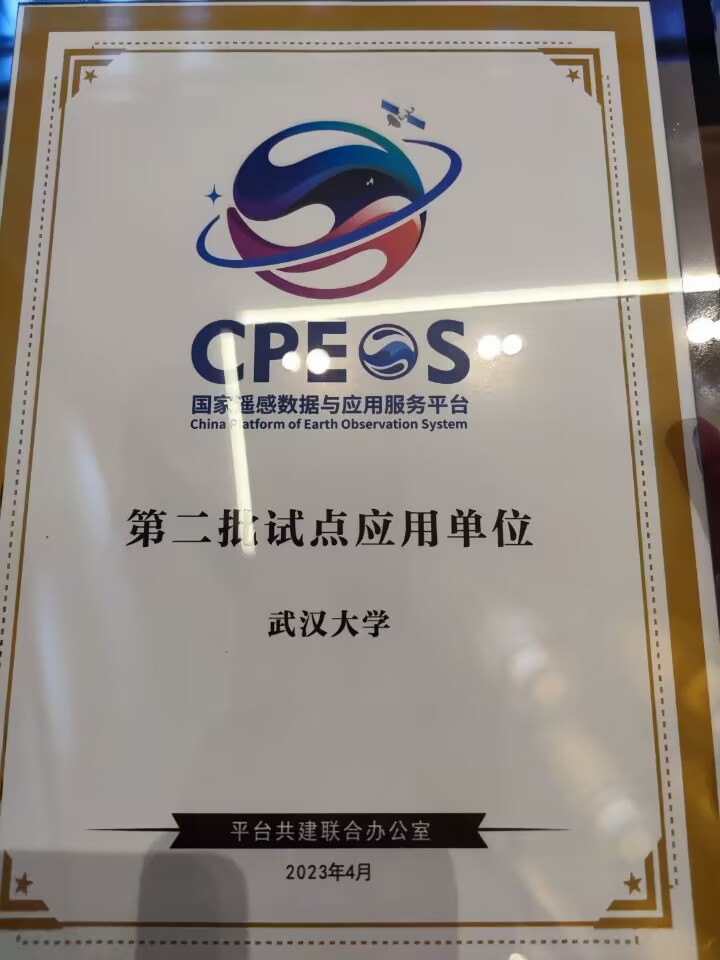 CPEOS
国家遥感数据与应用服务平台
China Platform of Earth Observation System
第二批试点应用单位
武汉大学
平台共建联合办公室
2023年4月